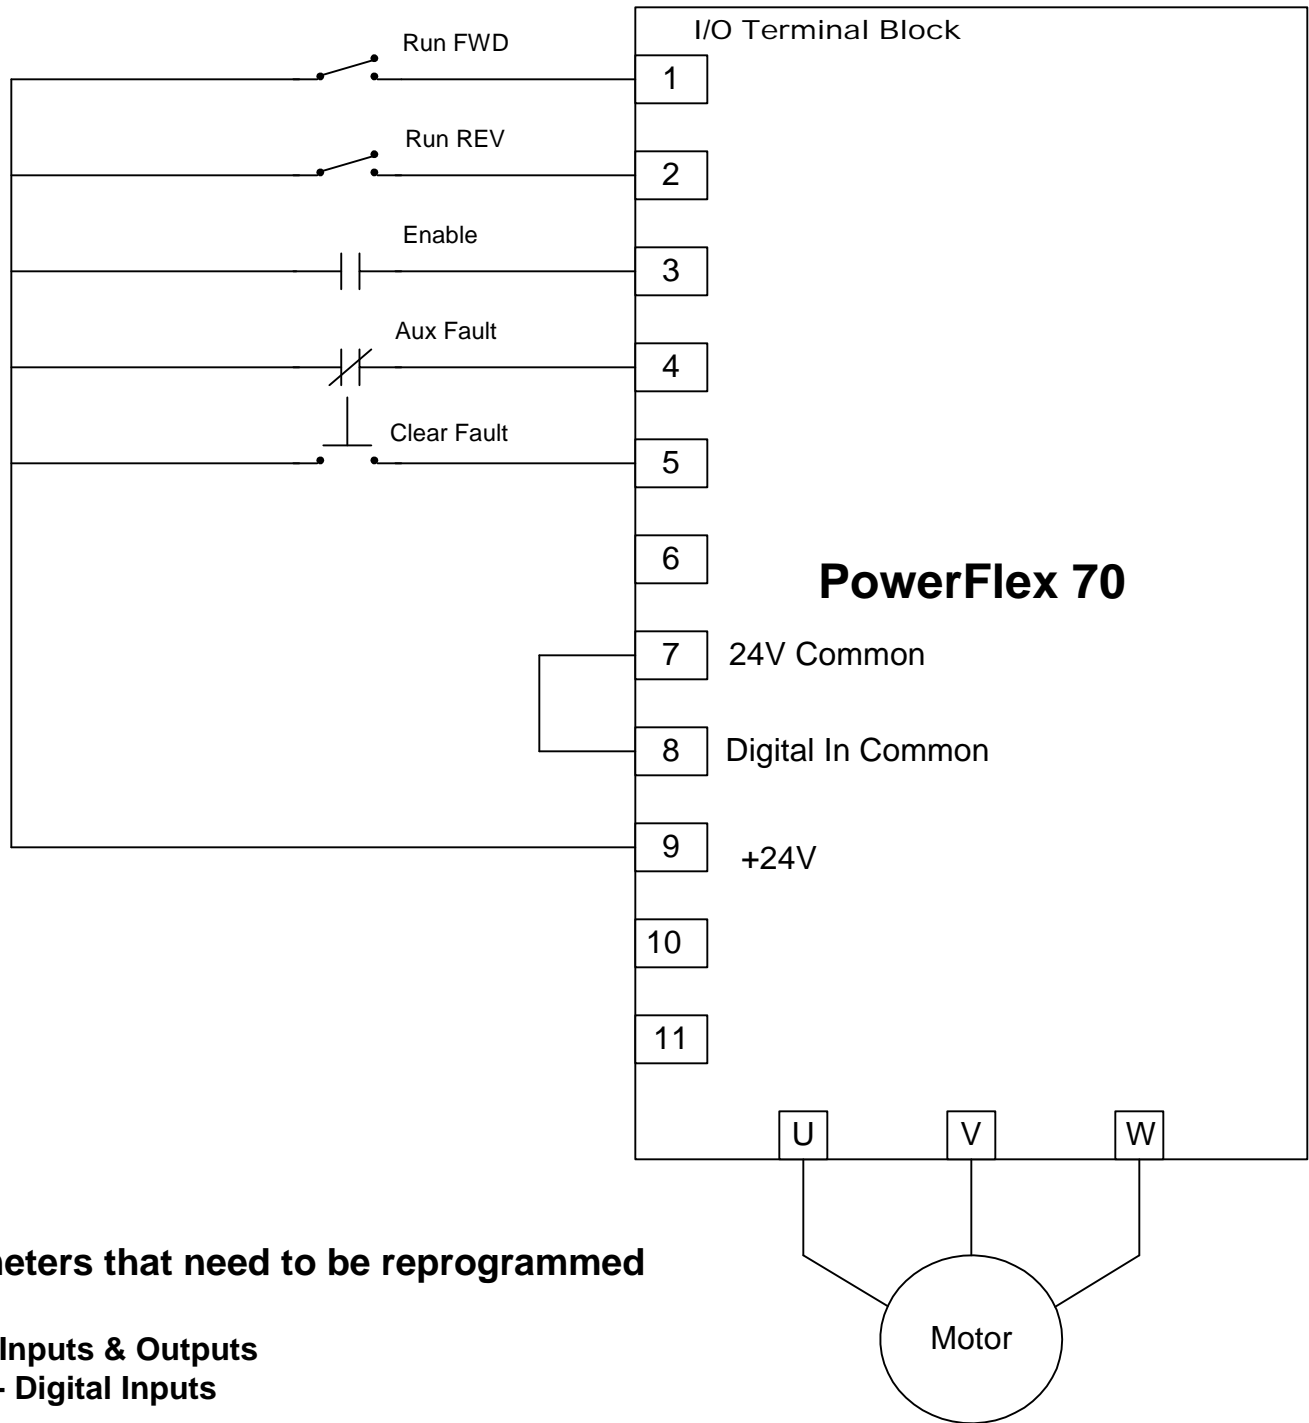 I/O Terminal Block
Run FWD
1
Run REV
2
Enable
3
Aux Fault
4
Clear Fault
5
6
PowerFlex 70
7 24V Common
8 Digital In Common
9 +24V
10
11
U V W
Motor
that need to be reprogrammed
Inputs & Outputs
- Digital Inputs